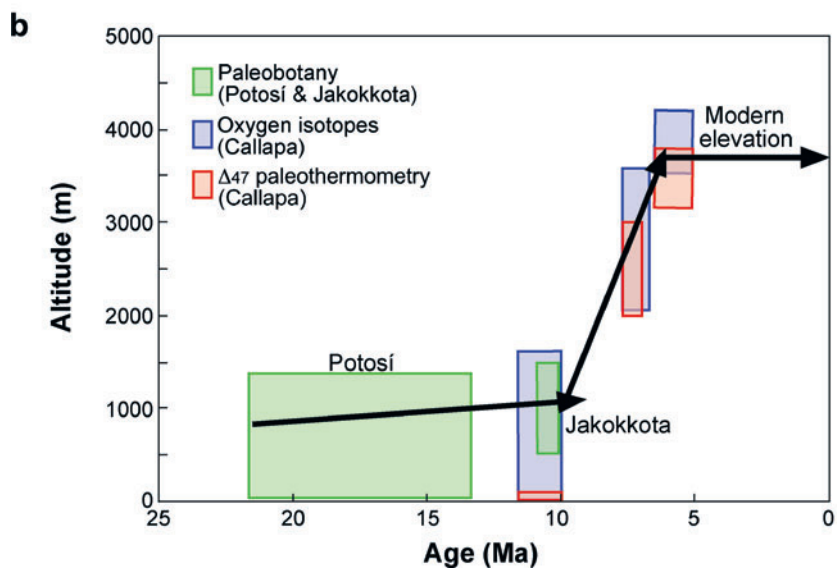 b
5000
4000
3000
2000
1000
0
Altitude (m)
Paleobotany
(Potosí & Jakokkota)
Oxygen isotopes
(Callapa)
Δ47 paleothermometry
(Callapa)
Modern
elevation
Potosí
Jakokkota
25
20
15
10
5
0
Age (Ma)